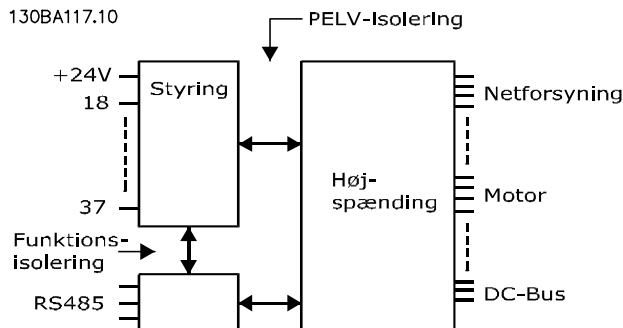 130BA117.10
PELV-isolering
+24V
18
37
Styring
Høj-
spænding
Netforsyning
Motor
DC-Bus
Funktions-
isolering
RS485